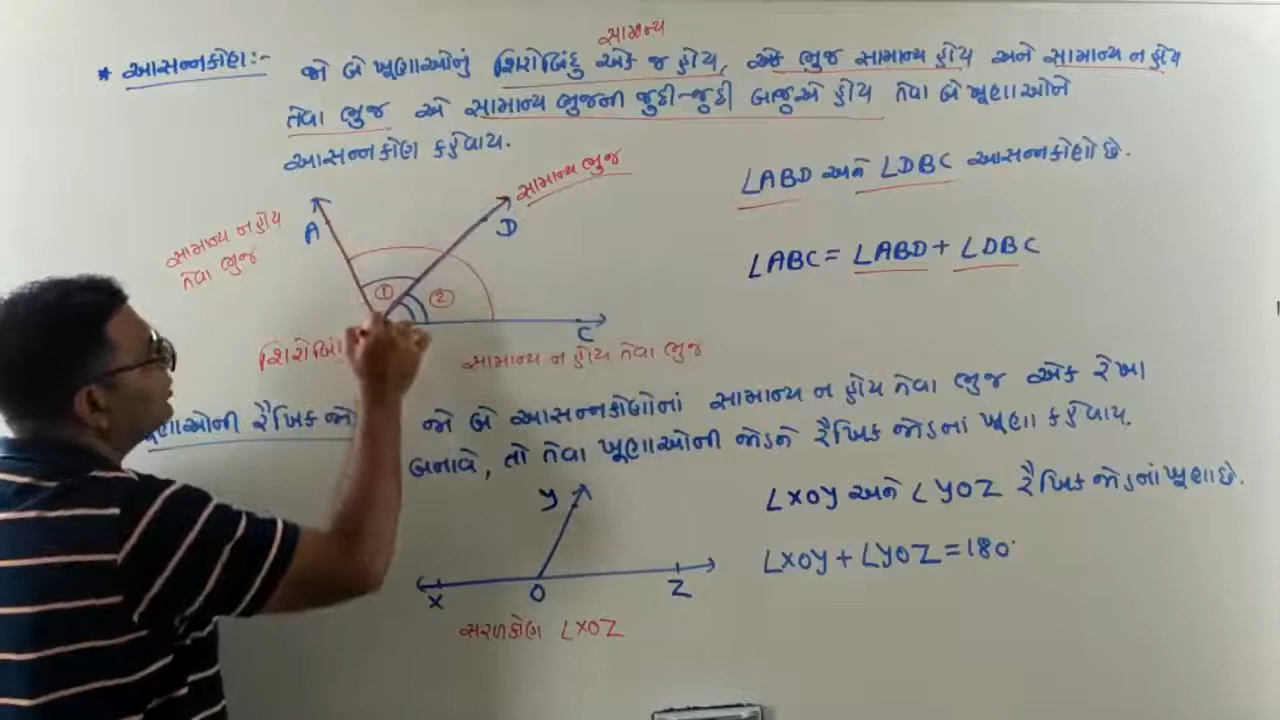 સામાન્ય
* આસન્નકોણ:- જે બે ખૂણાઓનું શિરોબિંદુ એક જ હોય, એક ભુજ સામાન્ય હોય અને સામાન્ય ન હોય
તેવા ભુજ એ સામાન્ય ભુજની જુદી-જુદી બાજુએ હોય તેવા બે ખૂણાઓને
આસન્નકોણ કહેવાય.
∠ABD અને ∠DBC આસન્નકોણો છે.
સામાન્ય ભુજ
A
D
સામાન્ય ન હોય
તેવા ભુજ
∠ABC = ∠ABD + ∠DBC
① ②
C
શિરોબિં
સામાન્ય ન હોય તેવા ભુજ
ણાઓની રૈખિક જો જે બે આસન્નકોણોનાં સામાન્ય ન હોય તેવા ભુજ એક રેખા
બનાવે, તો તેવા ખૂણાઓની જોડને રૈખિક જોડનાં ખૂણા કહેવાય.
Y
∠XOY અને ∠YOZ રૈખિક જોડનાં ખૂણા છે.
∠XOY + ∠YOZ = 180°
X O Z
સરળકોણ ∠XOZ